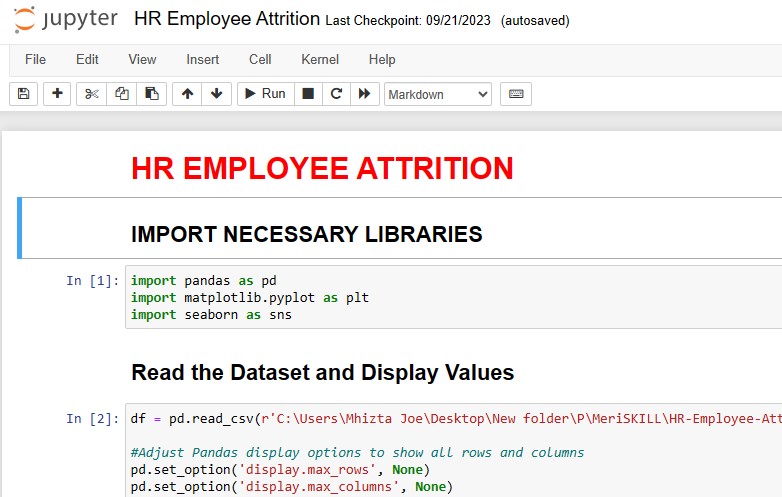 jupyter HR Employee Attrition Last Checkpoint: 09/21/2023 (autosaved)
File Edit View Insert Cell Kernel Help
Run Markdown
HR EMPLOYEE ATTRITION
IMPORT NECESSARY LIBRARIES
In [1]: import pandas as pd
import matplotlib.pyplot as plt
import seaborn as sns
Read the Dataset and Display Values
In [2]: df = pd.read_csv(r'C:\Users\Mhizta Joe\Desktop\New folder\P\MeriSKILL\HR-Employee-Att
#Adjust Pandas display options to show all rows and columns
pd.set_option('display.max_rows', None)
pd.set_option('display.max_columns', None)